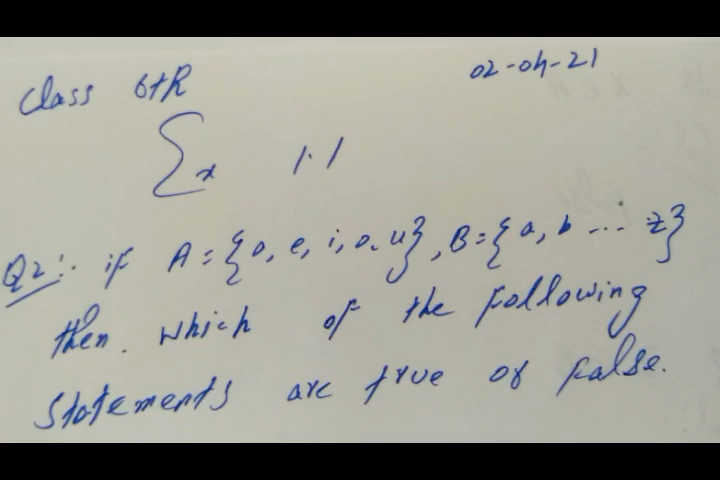 Class 6th
02-04-21
Ex 1.1
Q2:. if A = {a, e, i, o, u}, B = {a, b ... z}
then. which of the following
statements are true or false.